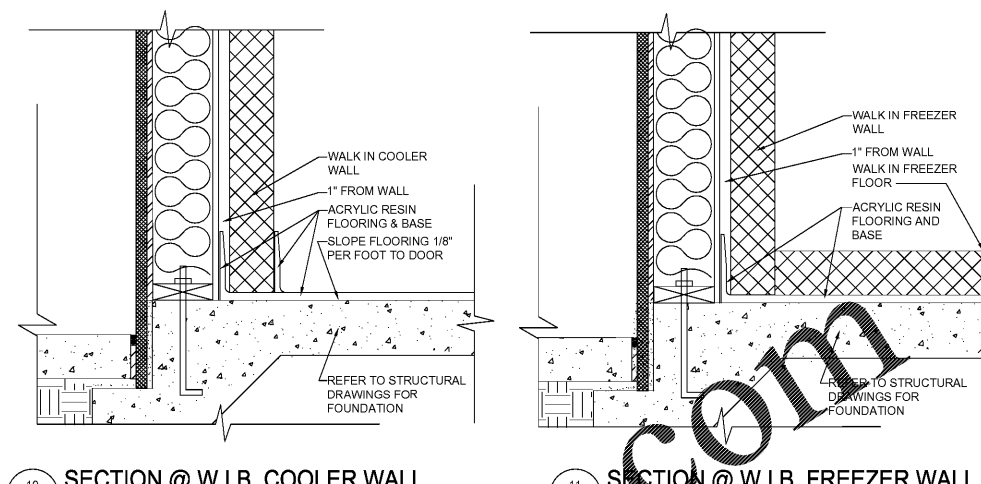 WALK IN COOLER
WALL
1" FROM WALL
ACRYLIC RESIN
FLOORING & BASE
SLOPE FLOORING 1/8"
PER FOOT TO DOOR
REFER TO STRUCTURAL
DRAWINGS FOR
FOUNDATION
10 SECTION @ W.I.B. COOLER WALL
WALK IN FREEZER
WALL
1" FROM WALL
WALK IN FREEZER
FLOOR
ACRYLIC RESIN
FLOORING AND
BASE
REFER TO STRUCTURAL
DRAWINGS FOR
FOUNDATION
11 SECTION @ W.I.B. FREEZER WALL
com